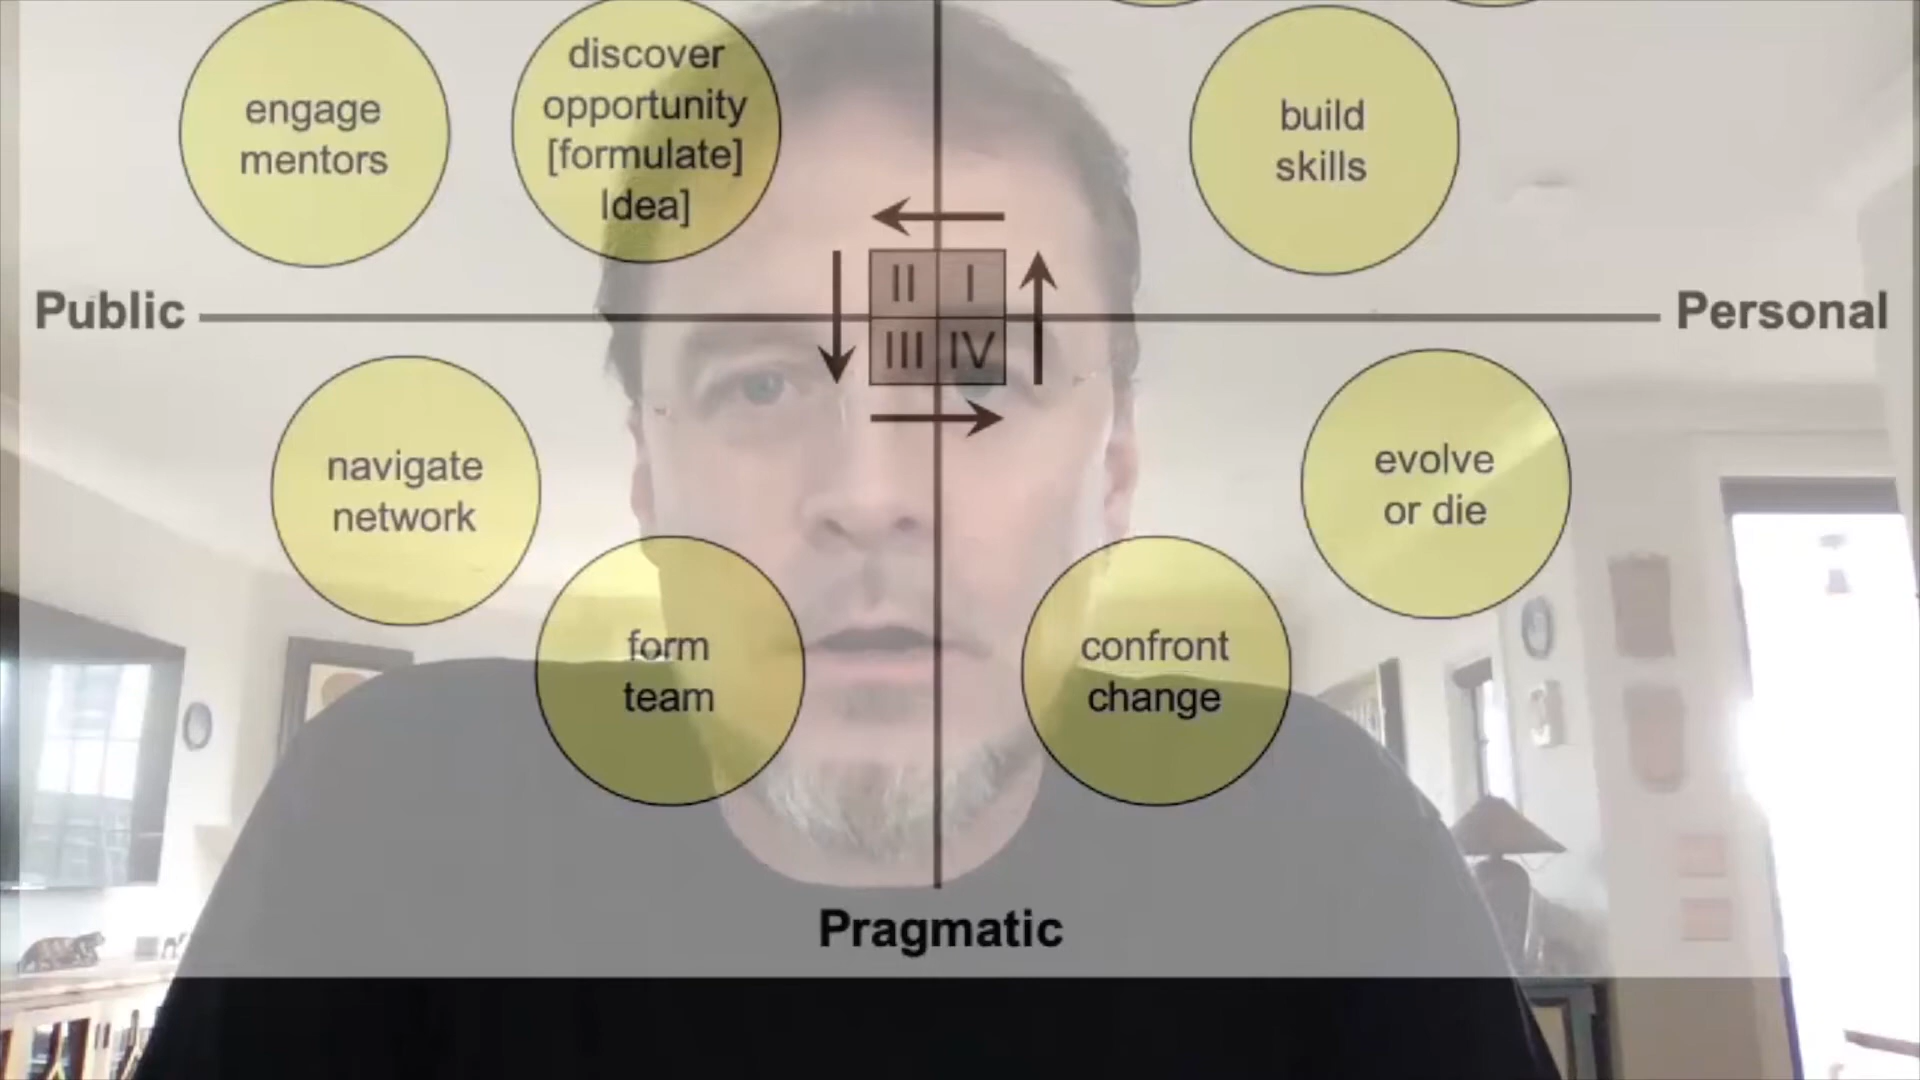 engage
mentors
discover
opportunity
[formulate]
Idea]
build
skills
II
I
III
IV
Public
Personal
navigate
network
evolve
or die
form
team
confront
change
Pragmatic